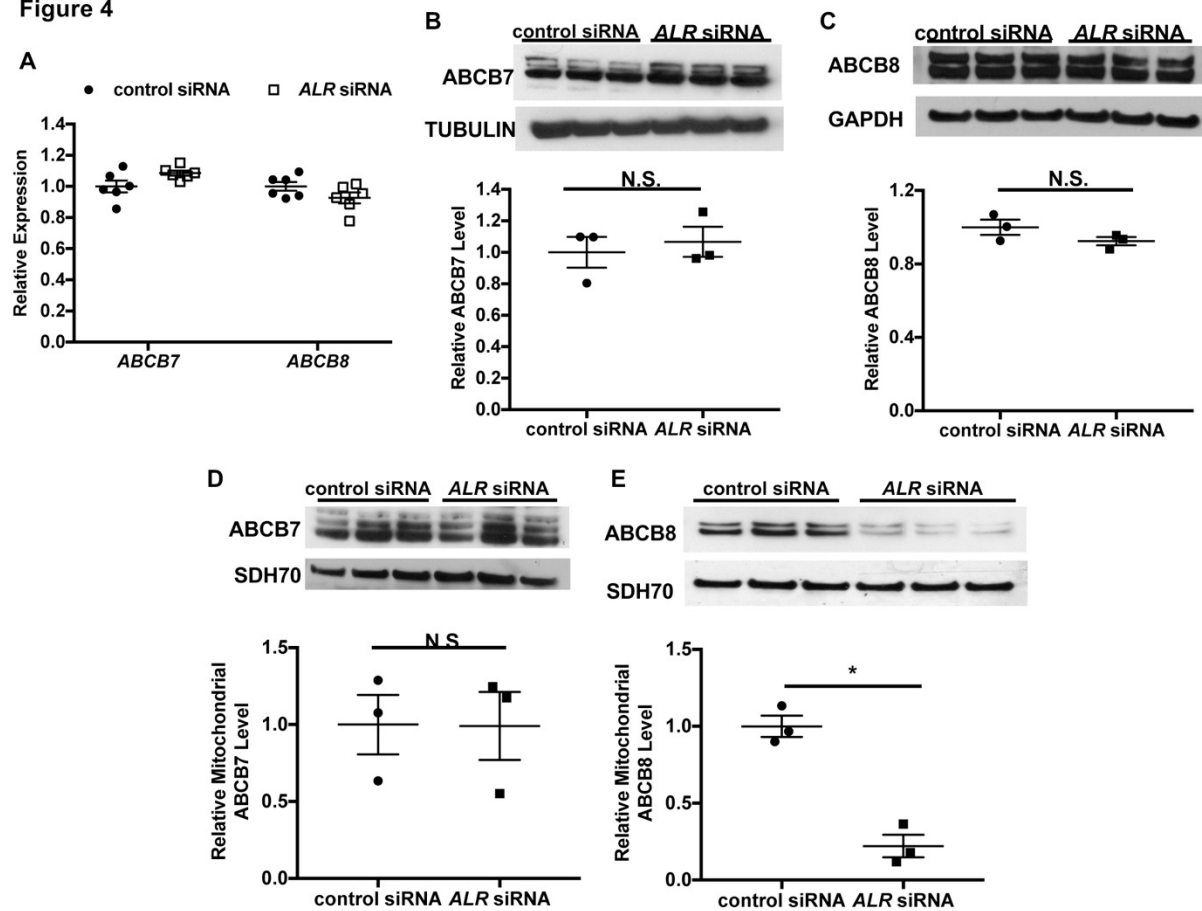 Figure 4
A
control siRNA ALR siRNA
Relative Expression
1.4
1.2
1.0
0.8
0.6
0.4
0.2
0.0
ABCB7 ABCB8
B
control siRNA ALR siRNA
ABCB7
TUBULIN
N.S.
Relative ABCB7 Level
1.4
1.2
1.0
0.8
0.6
0.4
0.2
0.0
control siRNA ALR siRNA
C
control siRNA ALR siRNA
ABCB8
GAPDH
N.S.
Relative ABCB8 Level
1.2
0.8
0.4
0.0
control siRNA ALR siRNA
D
control siRNA ALR siRNA
ABCB7
SDH70
N.S
Relative Mitochondrial
ABCB7 Level
1.5
1.0
0.5
0.0
control siRNA ALR siRNA
E
control siRNA ALR siRNA
ABCB8
SDH70
*
Relative Mitochondrial
ABCB8 Level
1.5
1.0
0.5
0.0
control siRNA ALR siRNA